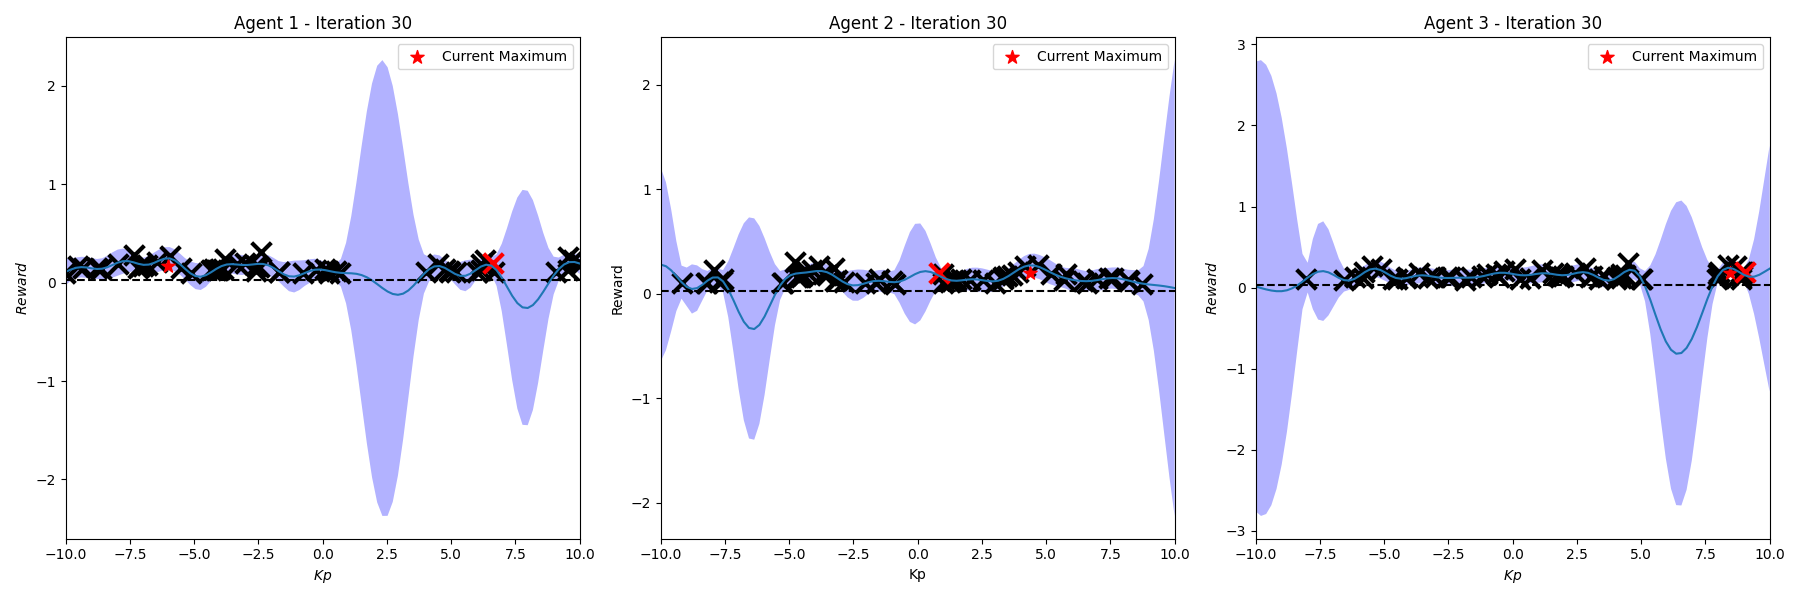 Agent 1 - Iteration 30
Current Maximum
2
1
0
−1
−2
Reward
−10.0 −7.5 −5.0 −2.5 0.0 2.5 5.0 7.5 10.0
Kp
Agent 2 - Iteration 30
Current Maximum
2
1
0
−1
−2
Reward
−10.0 −7.5 −5.0 −2.5 0.0 2.5 5.0 7.5 10.0
Kp
Agent 3 - Iteration 30
Current Maximum
3
2
1
0
−1
−2
−3
Reward
−10.0 −7.5 −5.0 −2.5 0.0 2.5 5.0 7.5 10.0
Kp